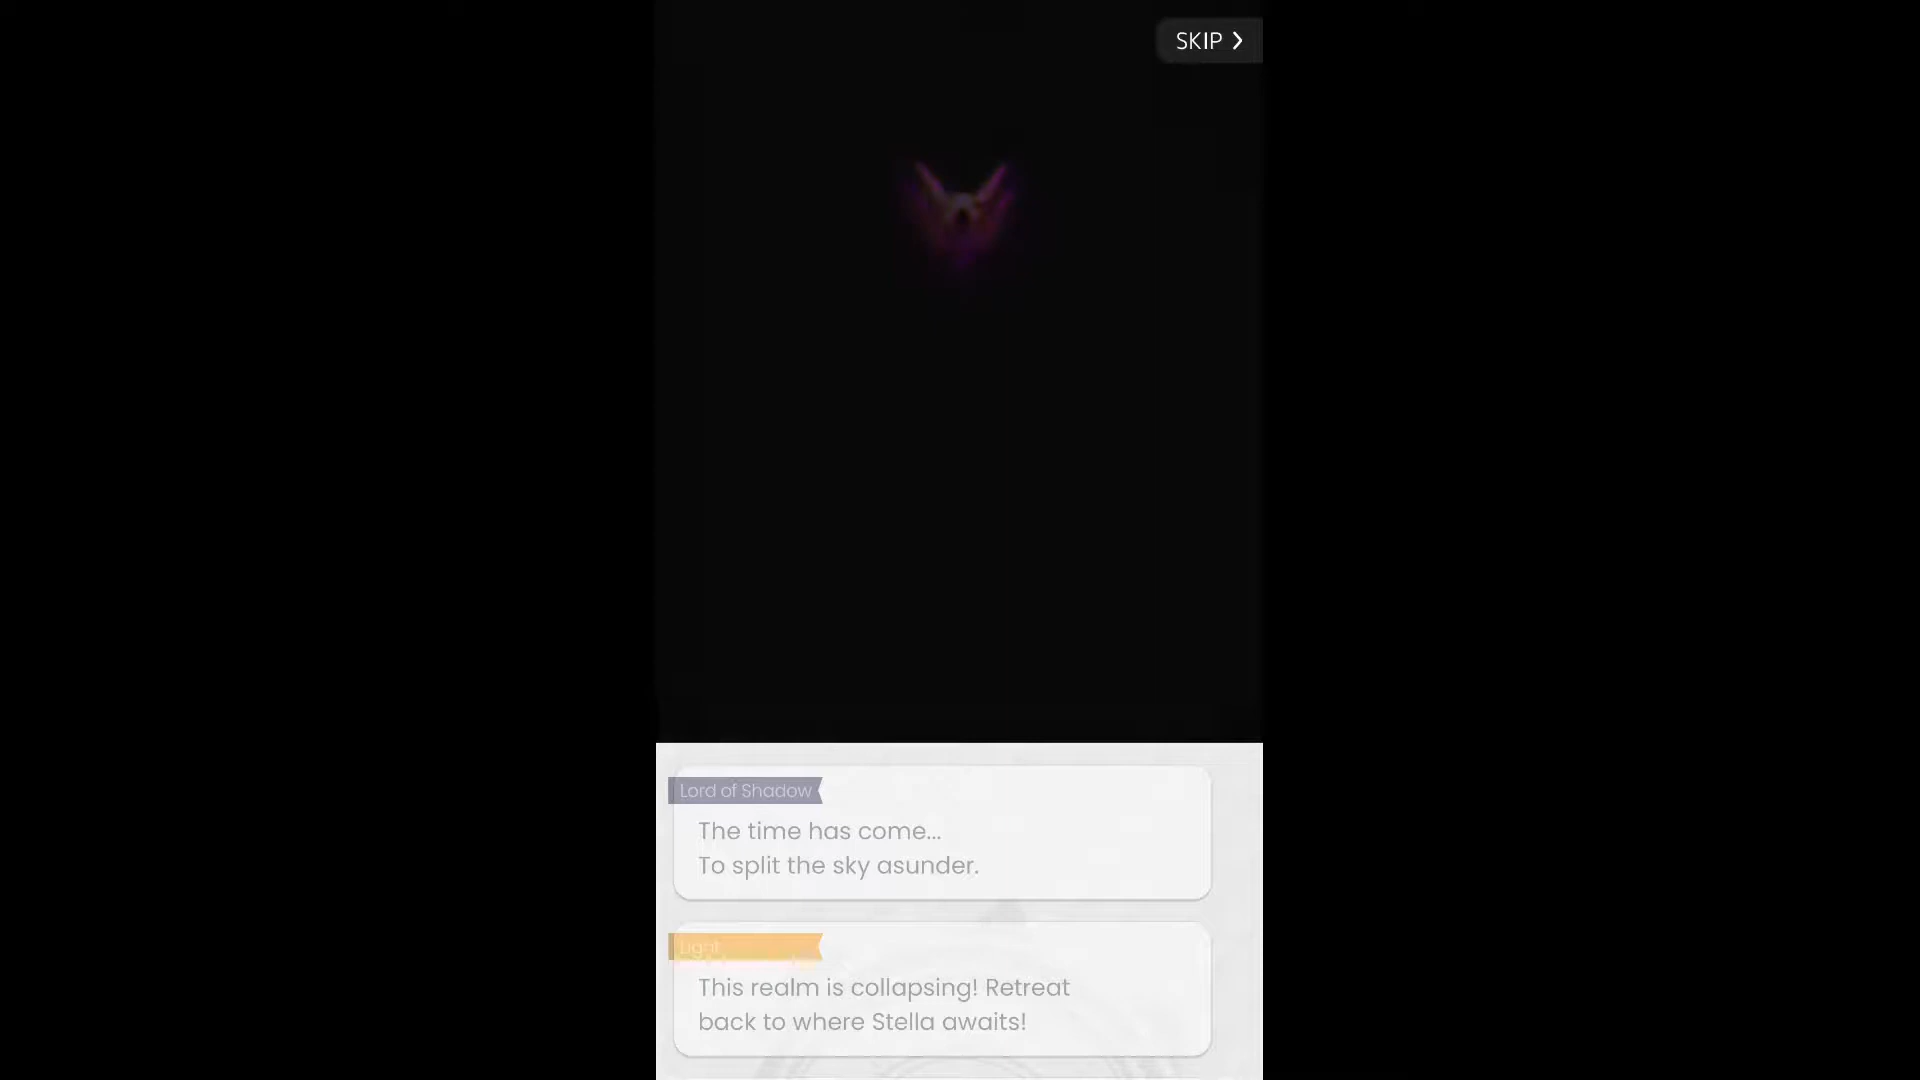 SKIP
Lord of Shadow
The time has come...
To split the sky asunder.
Light
This realm is collapsing! Retreat
back to where Stella awaits!